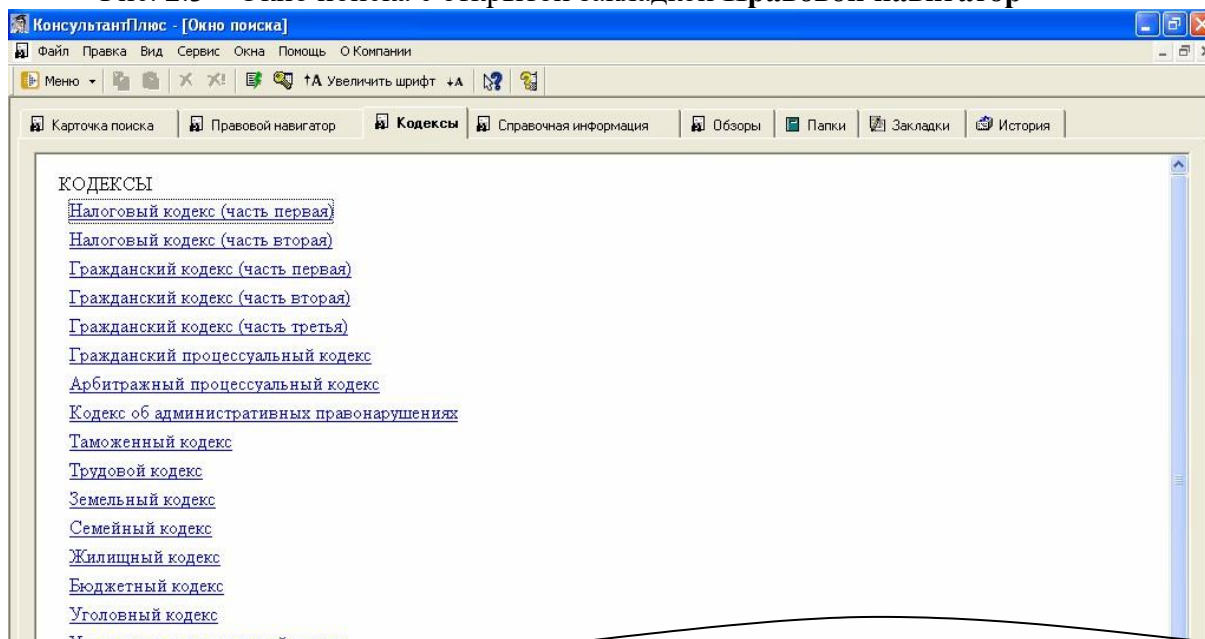 КонсультантПлюс - [Окно поиска]
Файл Правка Вид Сервис Окна Помощь О Компании
Меню Увеличить шрифт
Карточка поиска Правовой навигатор Кодексы Справочная информация Обзоры Папки Закладки История
КОДЕКСЫ
Налоговый кодекс (часть первая)
Налоговый кодекс (часть вторая)
Гражданский кодекс (часть первая)
Гражданский кодекс (часть вторая)
Гражданский кодекс (часть третья)
Гражданский процессуальный кодекс
Арбитражный процессуальный кодекс
Кодекс об административных правонарушениях
Таможенный кодекс
Трудовой кодекс
Земельный кодекс
Семейный кодекс
Жилищный кодекс
Бюджетный кодекс
Уголовный кодекс